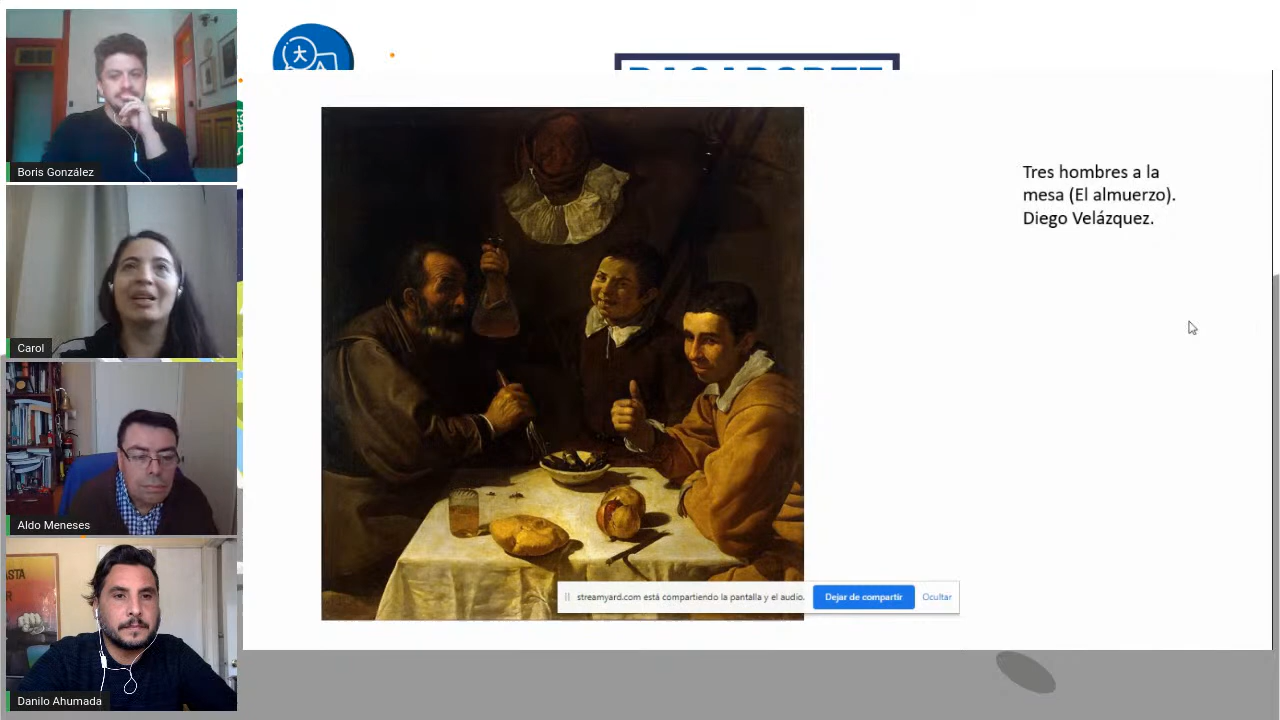 Boris González
Carol
Aldo Meneses
Danilo Ahumada
PASAPORTE
Tres hombres a la
mesa (El almuerzo).
Diego Velázquez.
streamyard.com está compartiendo la pantalla y el audio.
Dejar de compartir
Ocultar